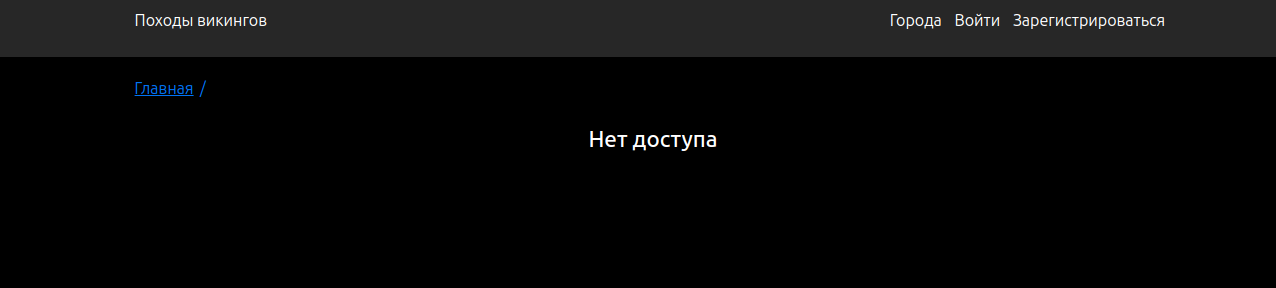 Походы викингов Города Войти Зарегистрироваться
Главная /
Нет доступа